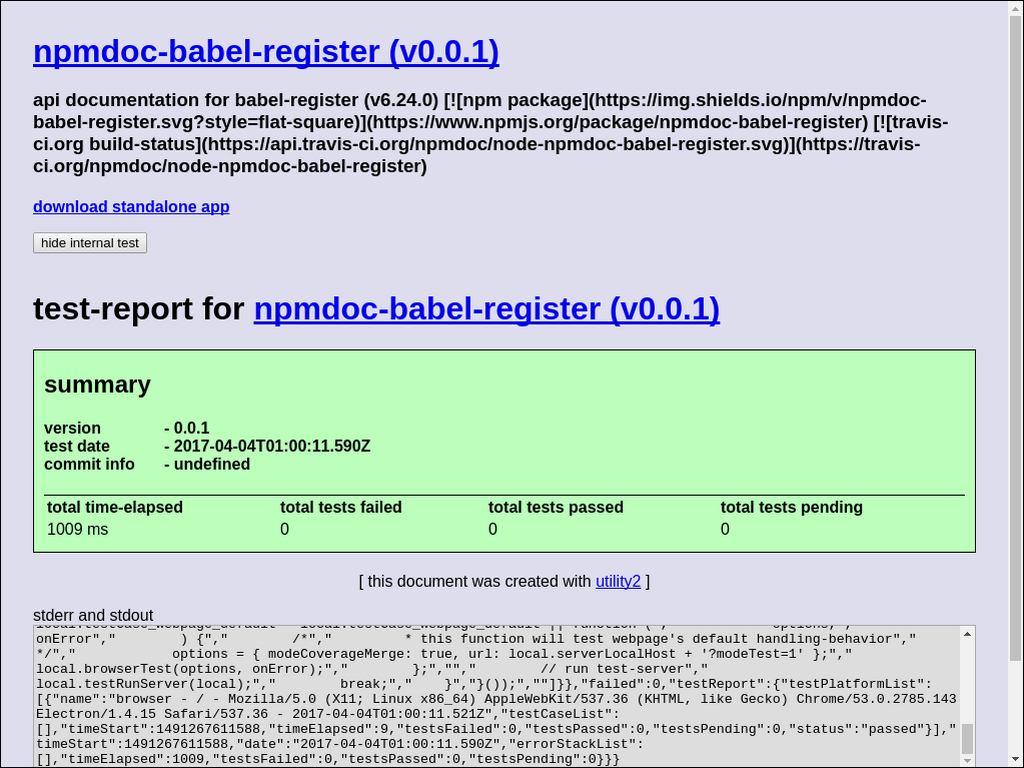 npmdoc-babel-register (v0.0.1)
api documentation for babel-register (v6.24.0) [![npm package](https://img.shields.io/npm/v/npmdoc-
babel-register.svg?style=flat-square)](https://www.npmjs.org/package/npmdoc-babel-register) [![travis-
ci.org build-status](https://api.travis-ci.org/npmdoc/node-npmdoc-babel-register.svg)](https://travis-
ci.org/npmdoc/node-npmdoc-babel-register)
download standalone app
hide internal test
test-report for npmdoc-babel-register (v0.0.1)
summary
version - 0.0.1
test date - 2017-04-04T01:00:11.590Z
commit info - undefined
total time-elapsed total tests failed total tests passed total tests pending
1009 ms 0 0 0
[ this document was created with utility2 ]
stderr and stdout
onError","        ) {","        /*","         * this function will test webpage's default handling-behavior","
*/","            options = { modeCoverageMerge: true, url: local.serverLocalHost + '?modeTest=1' };","
local.browserTest(options, onError);","        };","","        // run test-server","
local.testRunServer(local);","        break;","    }","}());",""]}},"failed":0,"testReport":{"testPlatformList":
[{"name":"browser - / - Mozilla/5.0 (X11; Linux x86_64) AppleWebKit/537.36 (KHTML, like Gecko) Chrome/53.0.2785.143
Electron/1.4.15 Safari/537.36 - 2017-04-04T01:00:11.521Z","testCaseList":
[],"timeStart":1491267611588,"timeElapsed":9,"testsFailed":0,"testsPassed":0,"testsPending":0,"status":"passed"}],"
timeStart":1491267611588,"date":"2017-04-04T01:00:11.590Z","errorStackList":
[],"timeElapsed":1009,"testsFailed":0,"testsPassed":0,"testsPending":0}}}